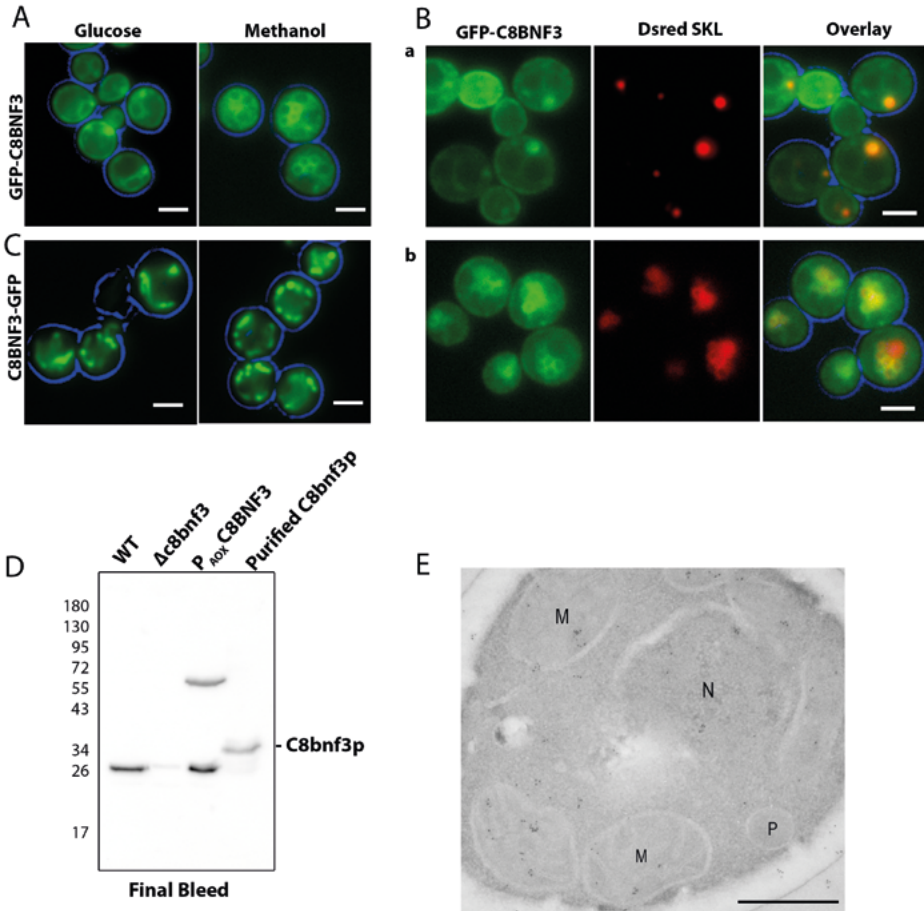 A
Glucose Methanol
GFP-C8BNF3
B
GFP-C8BNF3 Dsred SKL Overlay
a
C
C8BNF3-GFP
b
D
WT
Δc8bnf3
P AOX C8BNF3
Purified C8bnf3p
180
130
95
72
55
43
34
26
17
- C8bnf3p
Final Bleed
E
M
N
P
M